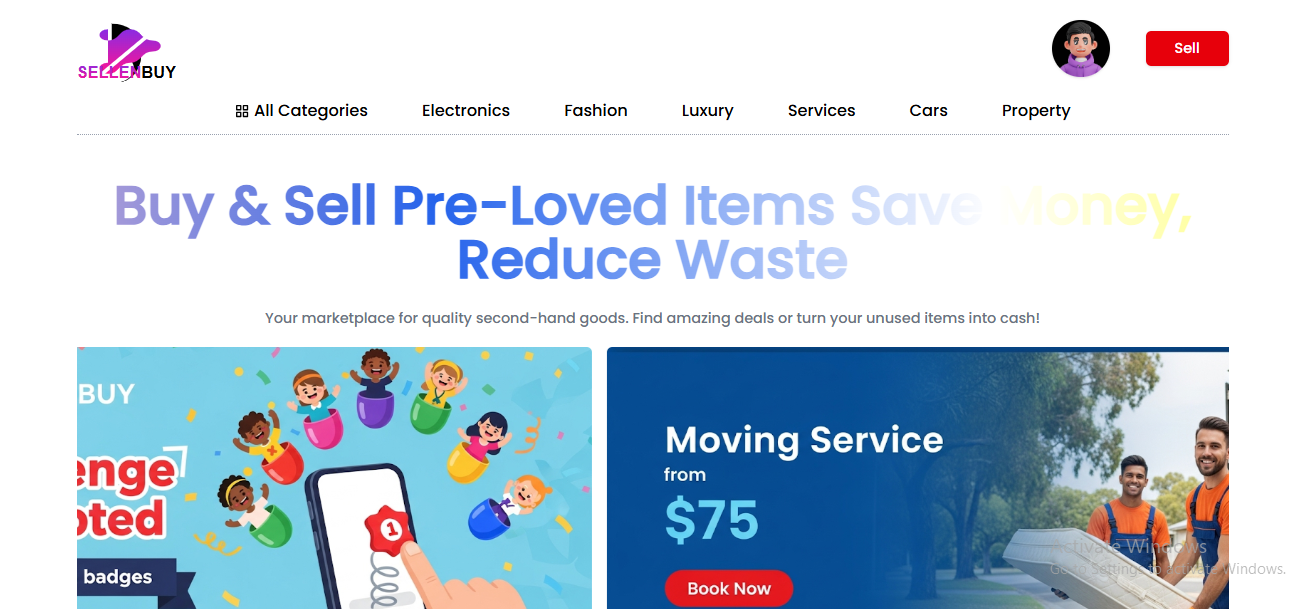 SELLENBUY
Sell
All Categories
Electronics
Fashion
Luxury
Services
Cars
Property
Buy & Sell Pre-Loved Items Save Money,
Reduce Waste
Your marketplace for quality second-hand goods. Find amazing deals or turn your unused items into cash!
BUY
enge
pted
badges
1
Moving Service
from
$75
Book Now
Activate Windows
Go to Settings to activate Windows.